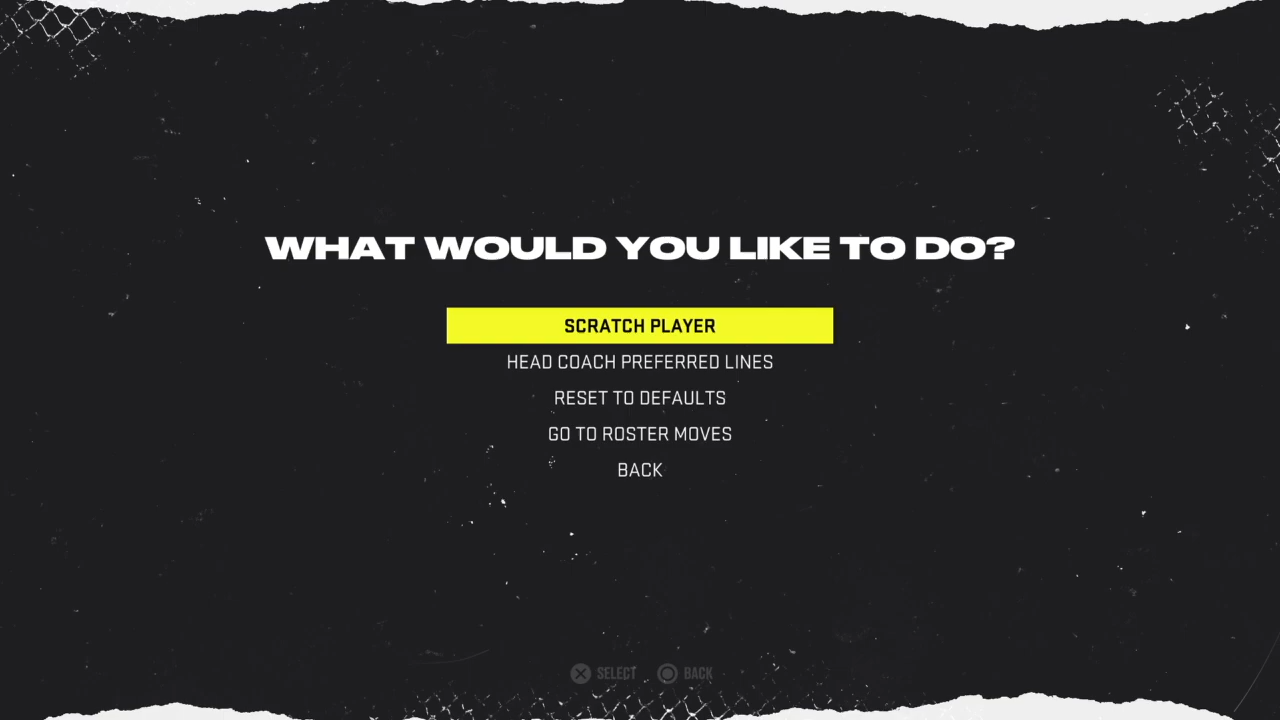 WHAT WOULD YOU LIKE TO DO?
SCRATCH PLAYER
HEAD COACH PREFERRED LINES
RESET TO DEFAULTS
GO TO ROSTER MOVES
BACK
SELECT BACK